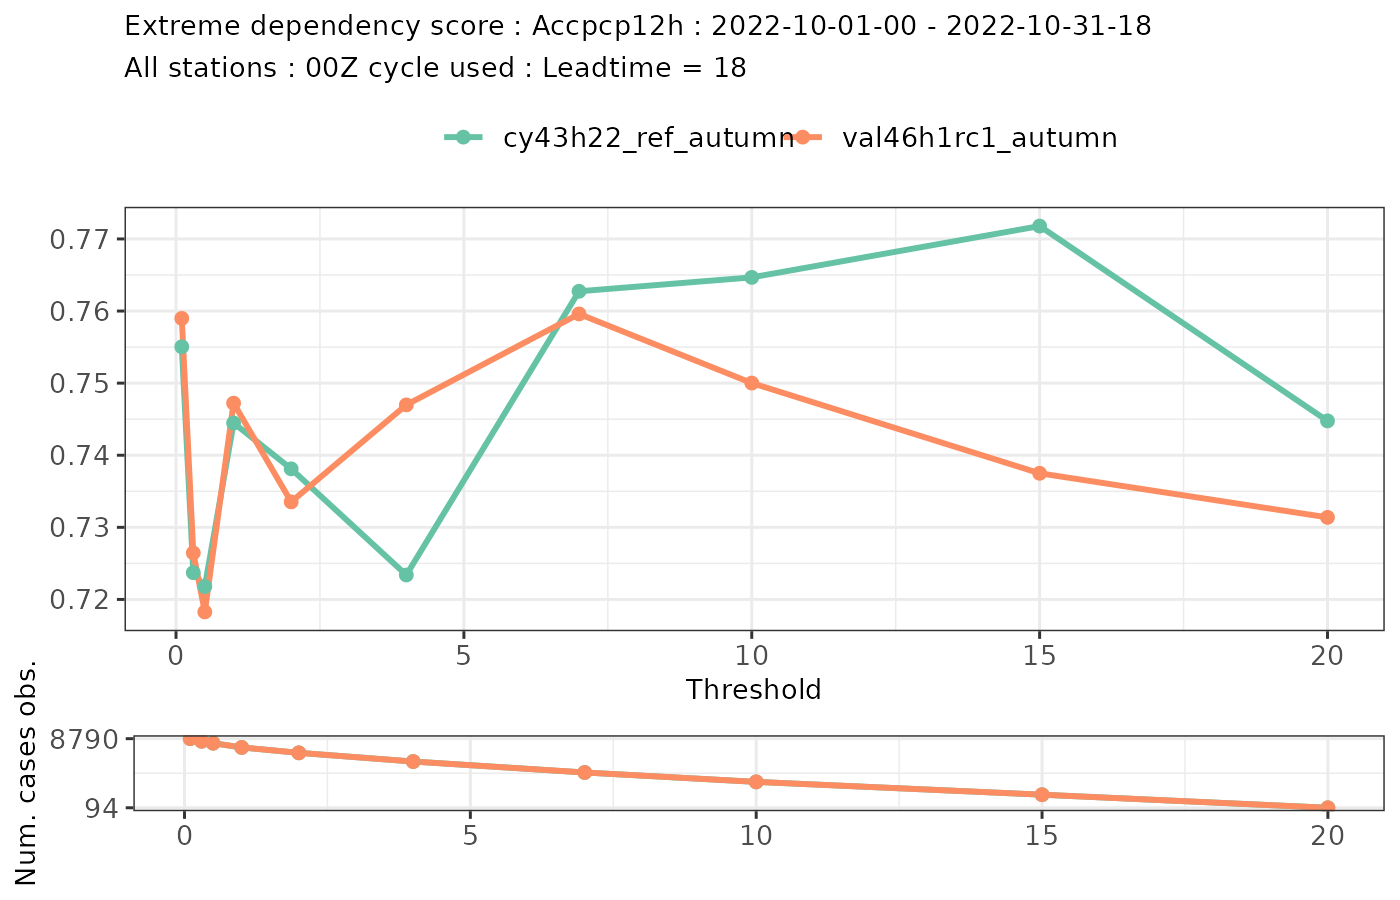 Extreme dependency score : Accpcp12h : 2022-10-01-00 - 2022-10-31-18
All stations : 00Z cycle used : Leadtime = 18
cy43h22_ref_autumn val46h1rc1_autumn
0.77
0.76
0.75
0.74
0.73
0.72
0 5 10 15 20
Threshold
Num. cases obs.
8790
94
0 5 10 15 20